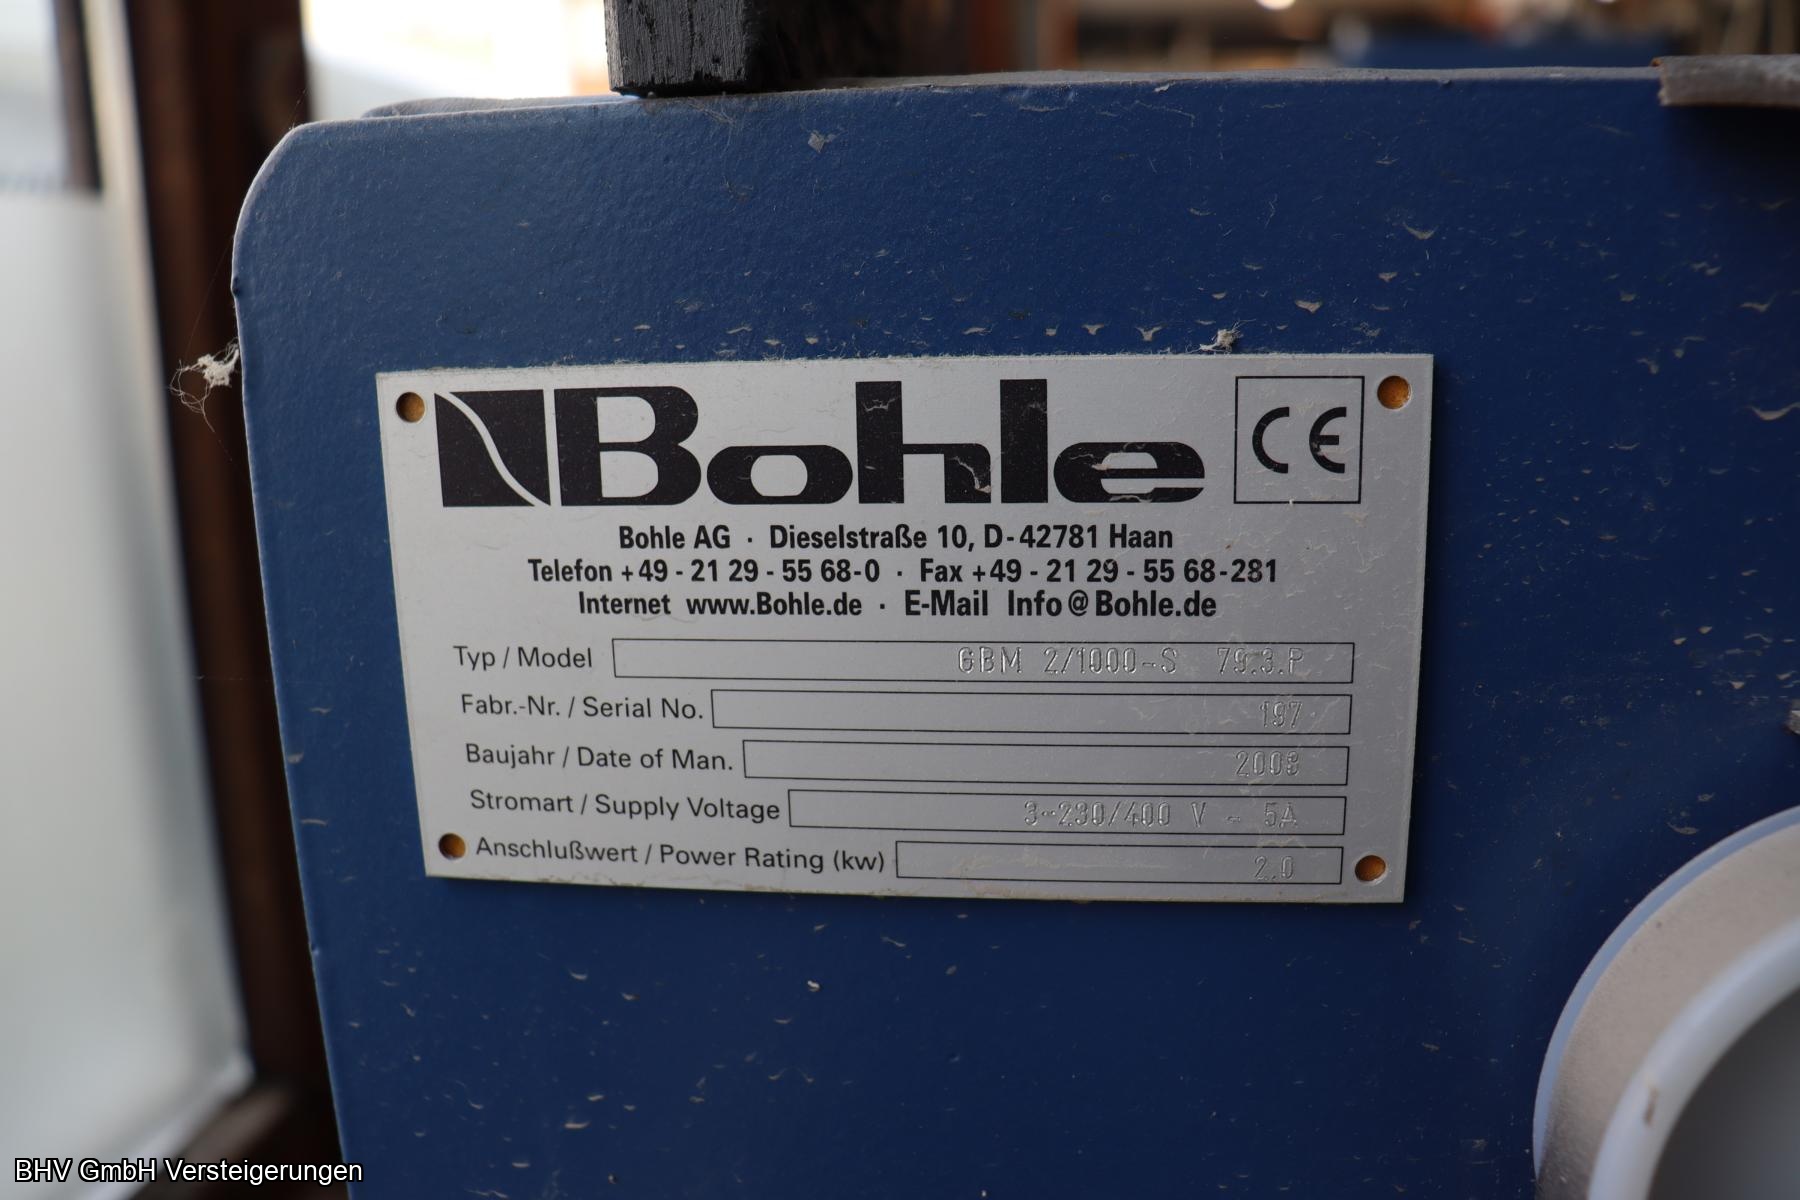 Bohle
CE
Bohle AG · Dieselstraße 10, D-42781 Haan
Telefon +49 - 21 29 - 55 68-0 · Fax +49 - 21 29 - 55 68-281
Internet www.Bohle.de · E-Mail Info@Bohle.de
Typ / Model GBM 2/1000-S 79.3.P
Fabr.-Nr. / Serial No. 197
Baujahr / Date of Man. 2008
Stromart / Supply Voltage 3~230/400 V - 5A
Anschlußwert / Power Rating (kw) 2.0
BHV GmbH Versteigerungen